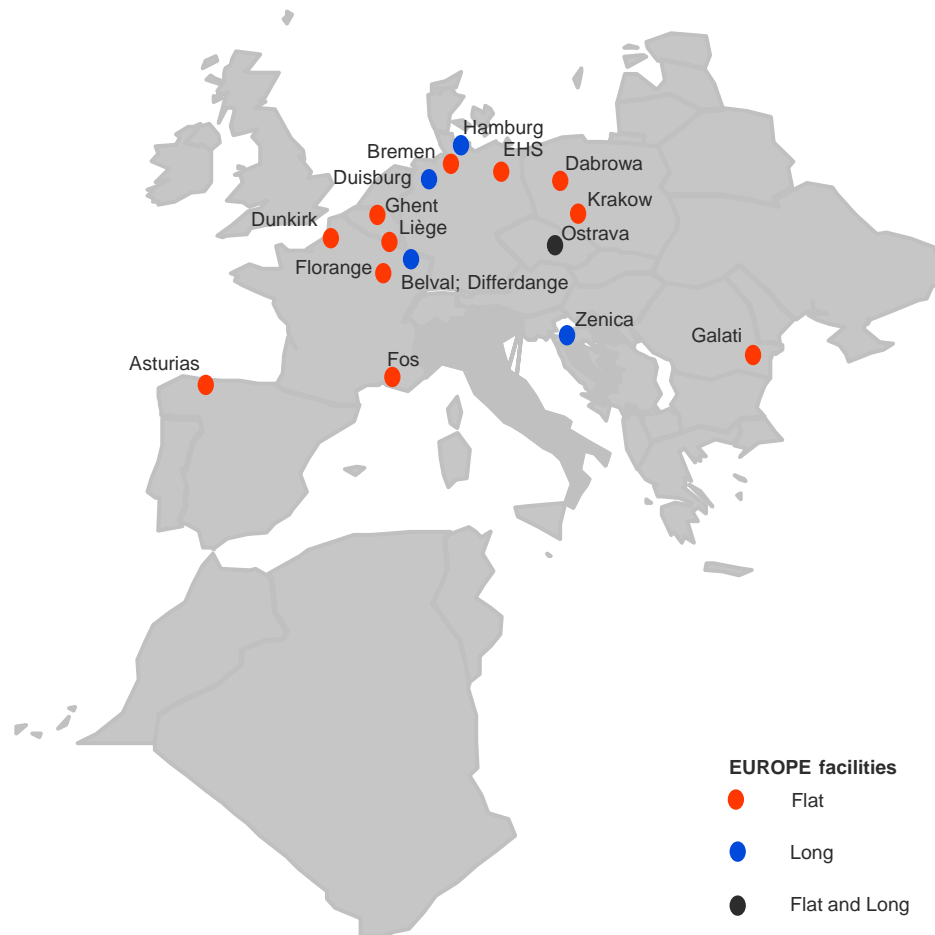 Hamburg
Bremen
EHS
Duisburg
Dabrowa
Ghent
Krakow
Dunkirk
Liège
Ostrava
Florange
Belval; Differdange
Zenica
Galati
Asturias
Fos
EUROPE facilities
Flat
Long
Flat and Long